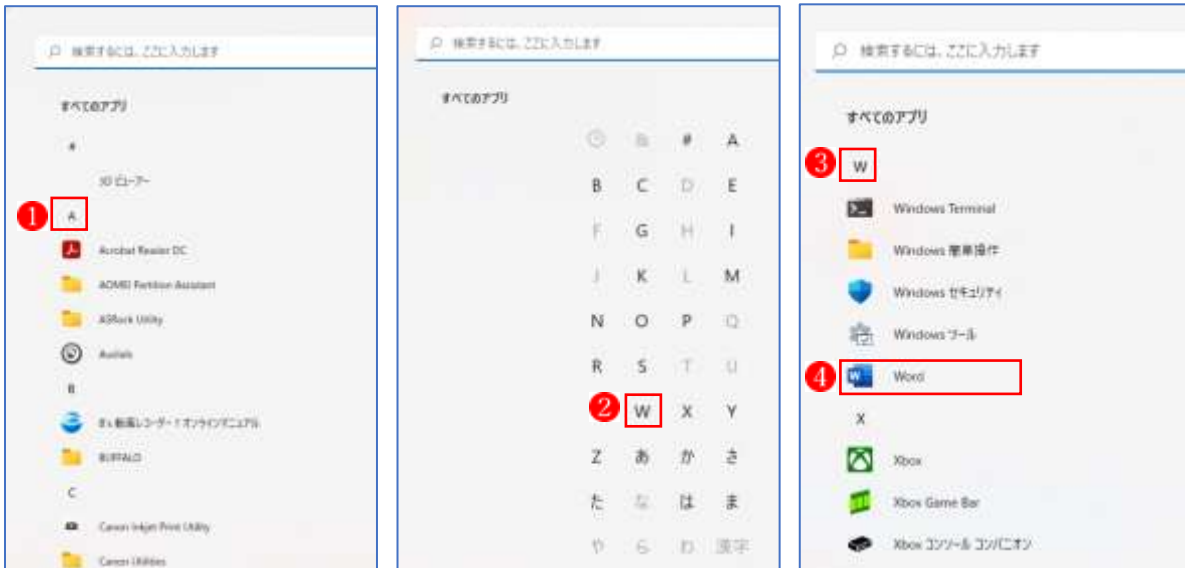 検索するには、ここに入力します
すべてのアプリ
#
3D ビューアー
1
A
Acrobat Reader DC
AOMEI Partition Assistant
ASRock Utility
B
BUFFALO
C
Canon Inkjet Print Utility
Canon Utilities
検索するには、ここに入力します
すべてのアプリ
& # A
B C D E
F G H I
J K L M
N O P Q
R S T U
2 W X Y
Z あ か さ
た な は ま
や ら わ 漢字
検索するには、ここに入力します
すべてのアプリ
3 W
Windows Terminal
Windows 簡単操作
Windows セキュリティ
Windows ツール
4 Word
X
Xbox
Xbox Game Bar
Xbox コンソール コンパニオン